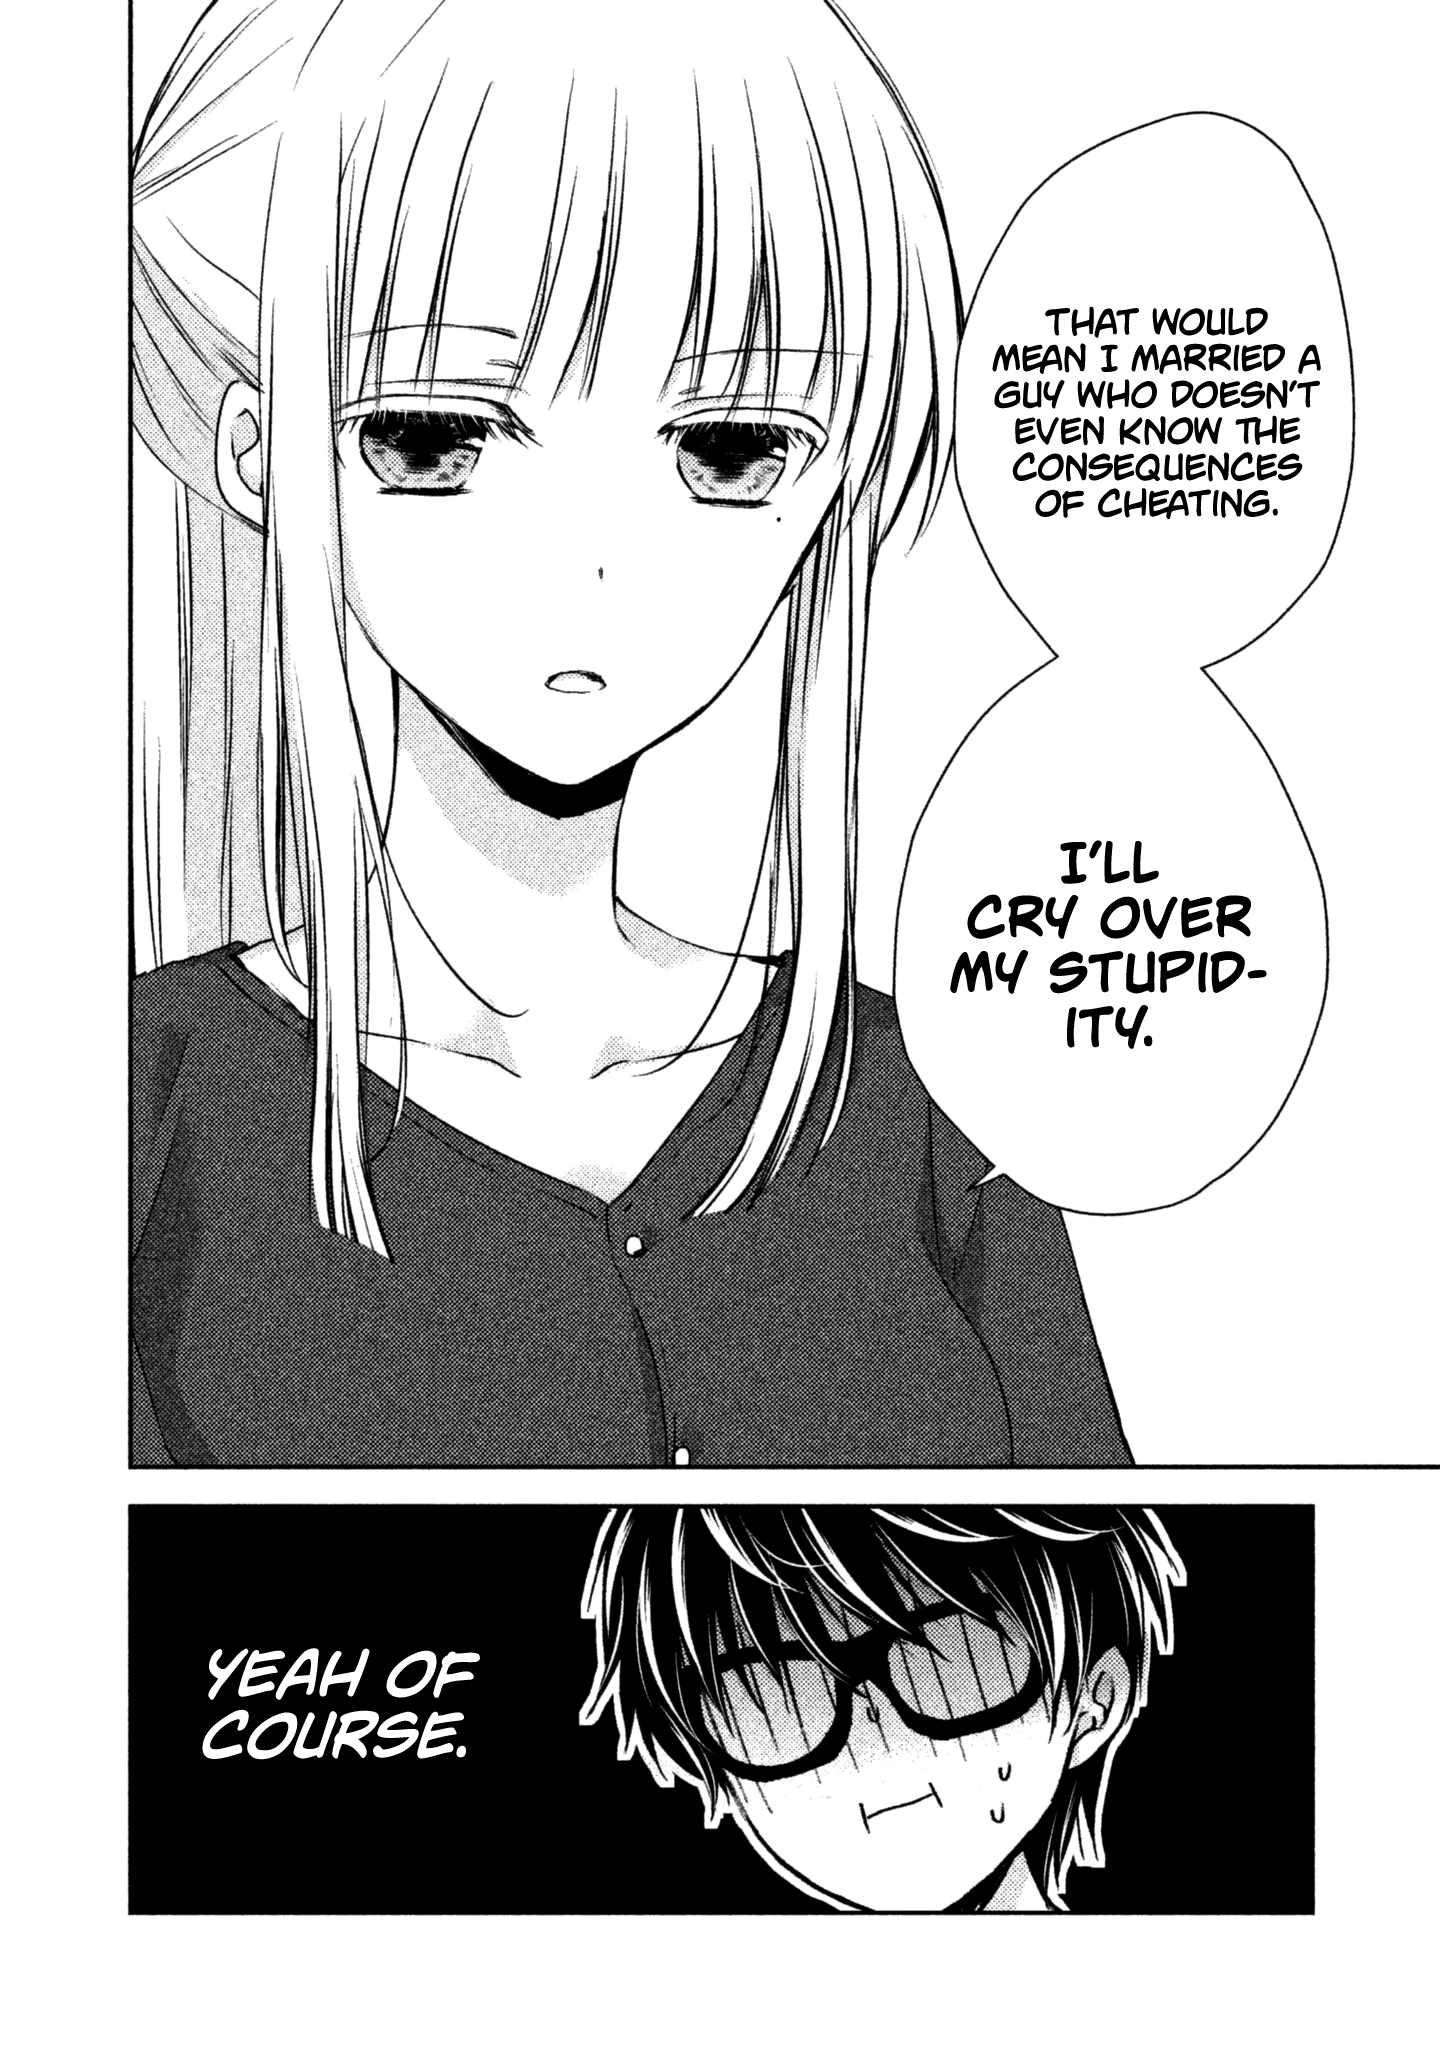 THAT WOULD
MEAN I MARRIED A
GUY WHO DOESN'T
EVEN KNOW THE
CONSEQUENCES
OF CHEATING.
I'LL
CRY OVER
MY STUPID-
ITY.
YEAH OF
COURSE.